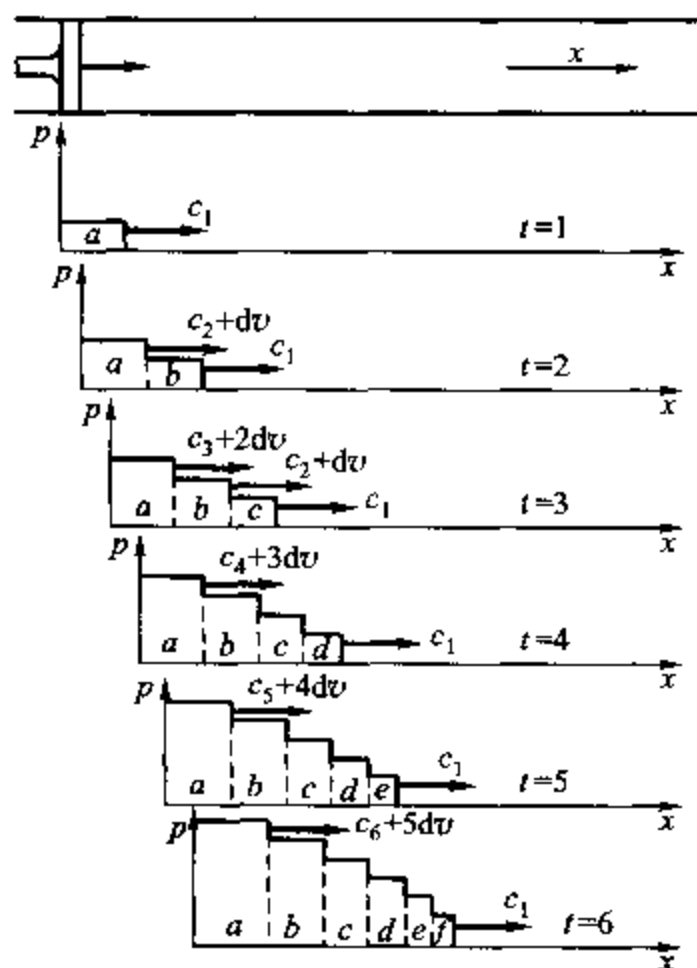 x
p
c₁
a
t=1
x
p
c₂+dv
c₁
a b
t=2
x
p
c₃+2dv
c₂+dv
c₁
a b c
t=3
x
p
c₄+3dv
c₁
a b c d
t=4
x
p
c₅+4dv
c₁
a b c d e
t=5
x
p
c₆+5dv
c₁
a b c d e f
t=6
x